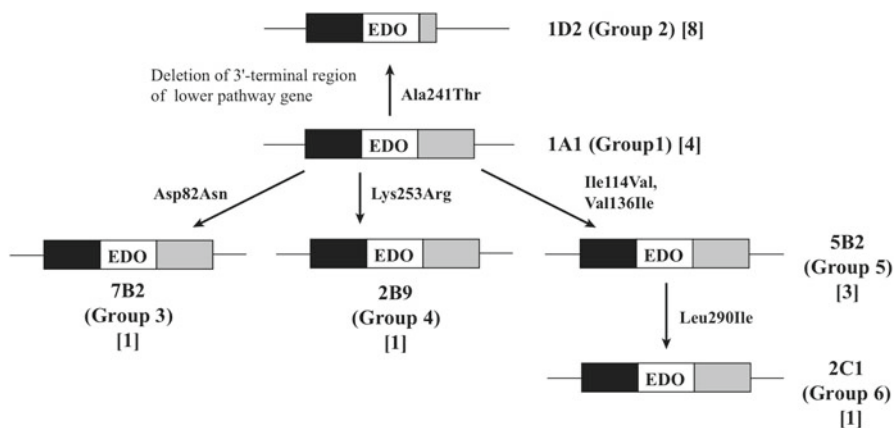 EDO
1D2 (Group 2) [8]
Deletion of 3'-terminal region
of lower pathway gene
Ala241Thr
EDO
1A1 (Group1) [4]
Asp82Asn
Lys253Arg
Ile114Val,
Val136Ile
EDO
7B2
(Group 3)
[1]
EDO
2B9
(Group 4)
[1]
EDO
5B2
(Group 5)
[3]
Leu290Ile
EDO
2C1
(Group 6)
[1]